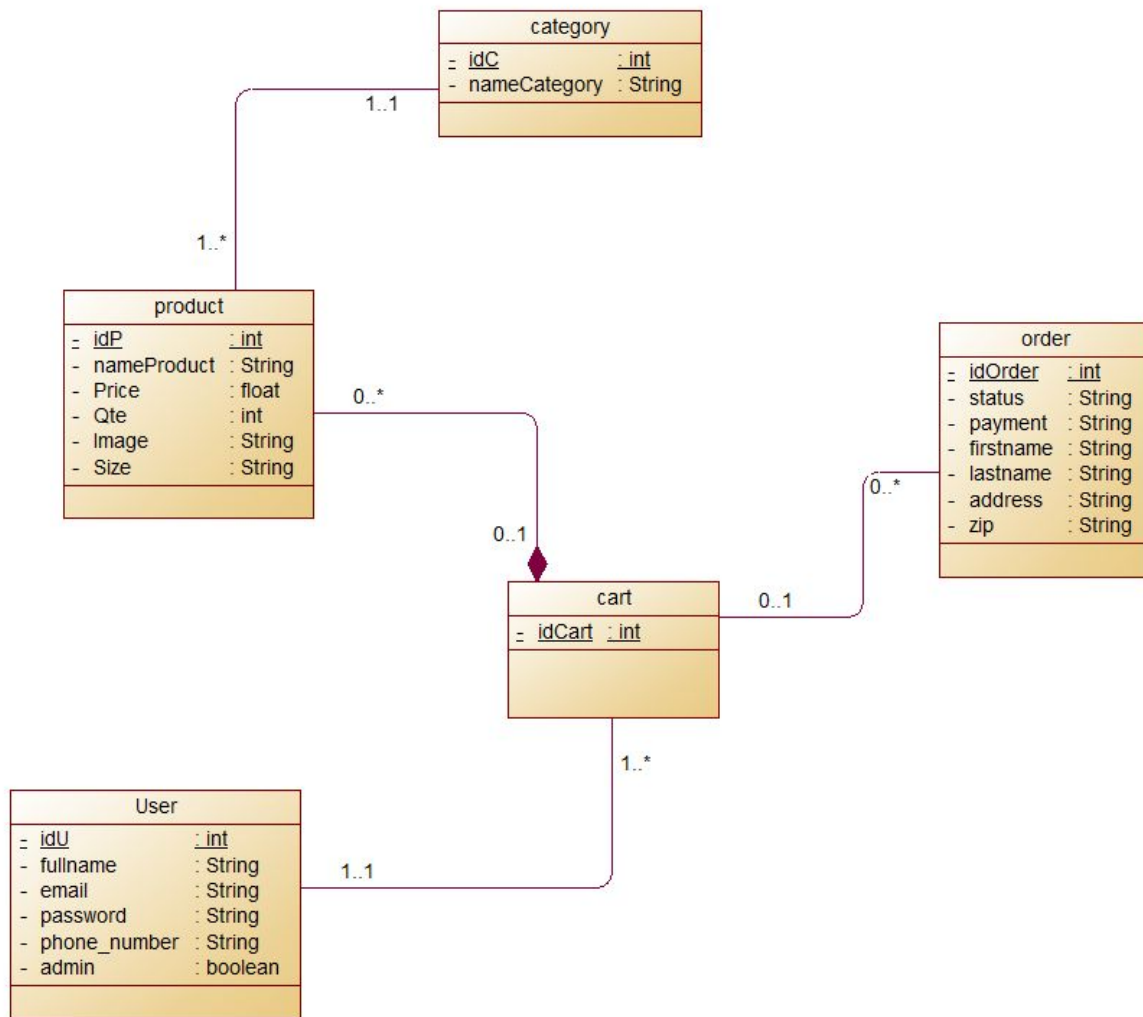 category
- idC : int
- nameCategory : String
1..1
1..*
product
- idP : int
- nameProduct : String
- Price : float
- Qte : int
- Image : String
- Size : String
0..*
order
- idOrder : int
- status : String
- payment : String
- firstname : String
- lastname : String
- address : String
- zip : String
0..*
0..1
cart
- idCart : int
0..1
1..*
User
- idU : int
- fullname : String
- email : String
- password : String
- phone_number : String
- admin : boolean
1..1